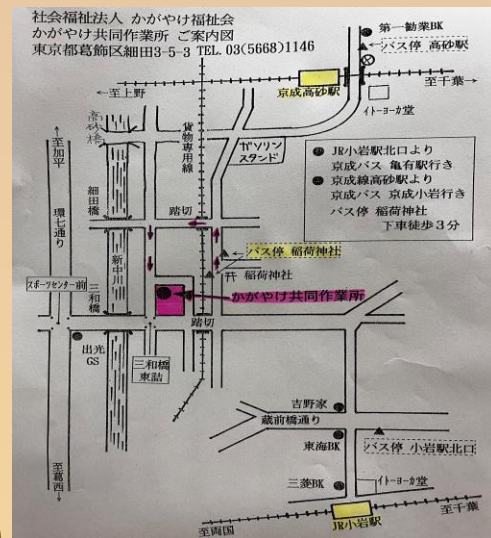 社会福祉法人 かがやけ福祉会
かがやけ共同作業所 ご案内図
東京都葛飾区細田3-5-3 TEL. 03(5668)1146
第一勧業BK
バス停 高砂駅
←至上野
京成高砂駅
至千葉→
イトーヨーカ堂
高砂橋
貨物専用線
ガソリン
スタンド
●JR小岩駅北口より
京成バス 亀有駅行き
●京成線高砂駅より
京成バス 京成小岩行き
バス停 稲荷神社
下車徒歩3分
←至加平
環七通り
細田橋
踏切
新中川
バス停 稲荷神社
稲荷神社
スポーツセンター前
三和橋
かがやけ共同作業所
踏切
出光
GS
三和橋
東詰
吉野家
蔵前橋通り
東海BK
バス停 小岩駅北口
三菱BK
イトーヨーカ堂
至葛西→
←至両国
JR小岩駅
至千葉→